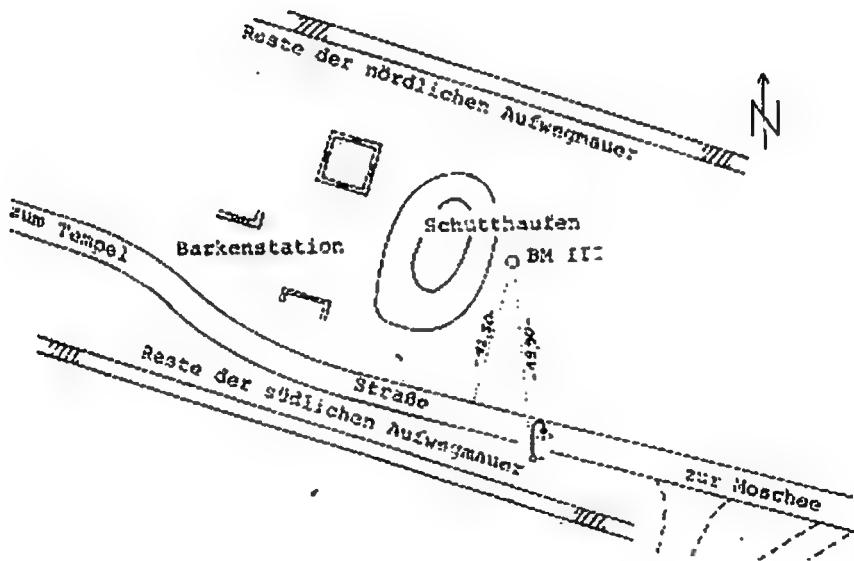 Reste der nördlichen Aufwegmauer
N
Schutthaufen
zum Tempel
Barkenstation
BM III
Reste der südlichen Aufwegmauer
Straße
zur Moschee